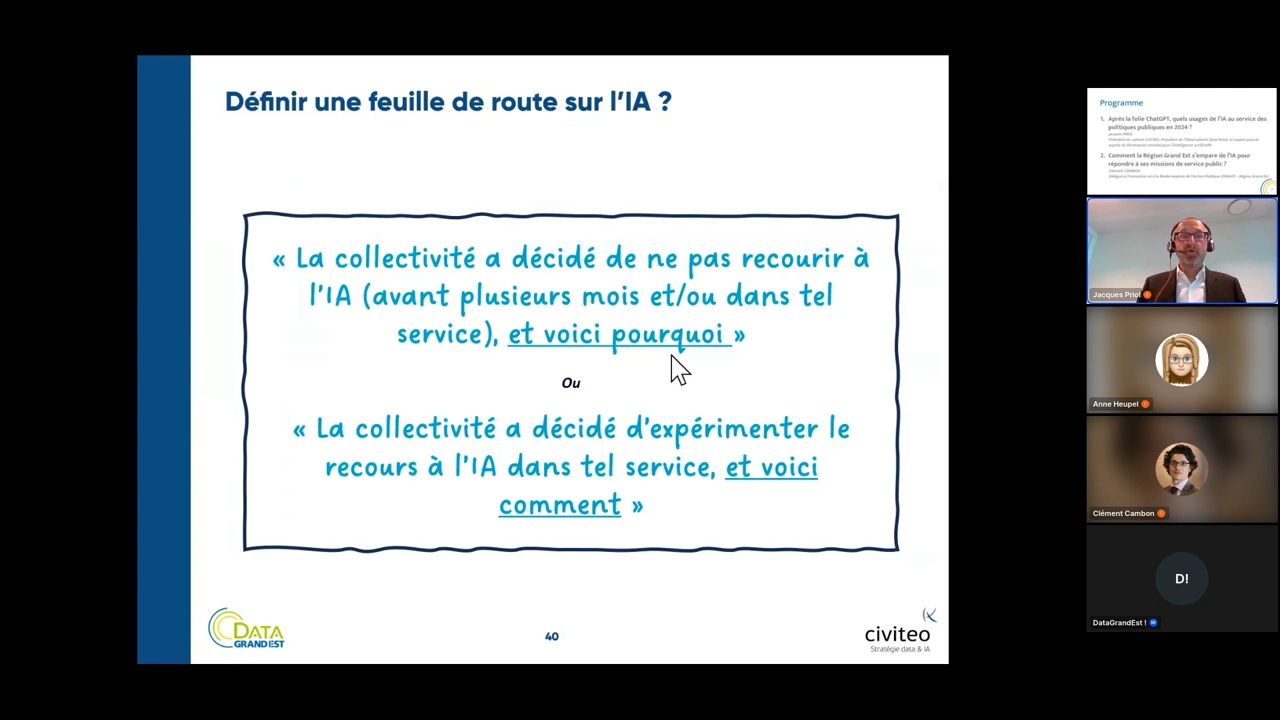 Définir une feuille de route sur l'IA ?
« La collectivité a décidé de ne pas recourir à
l'IA (avant plusieurs mois et/ou dans tel
service), et voici pourquoi »
Ou
« La collectivité a décidé d'expérimenter le
recours à l'IA dans tel service, et voici
comment »
DATA
GRANDEST
40
civiteo
Stratégie data & IA
Programme
1. Après la folie ChatGPT, quels usages de l'IA au service des
politiques publiques en 2024 ?
2. Comment la Région Grand Est s'empare de l'IA pour
répondre à ses missions de service public ?
Jacques Priol
Anne Heupel
Clément Cambon
D!
DataGrandEst !